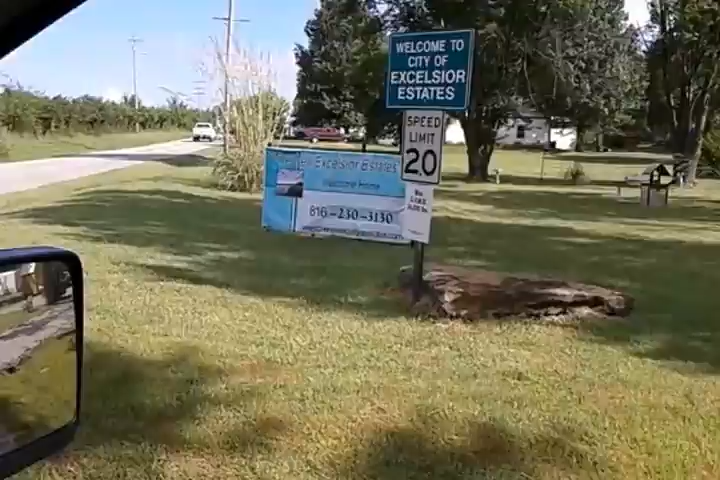 WELCOME TO
CITY OF
EXCELSIOR
ESTATES
SPEED
LIMIT
20
Excelsior Estates
Welcome Home
816-230-3130